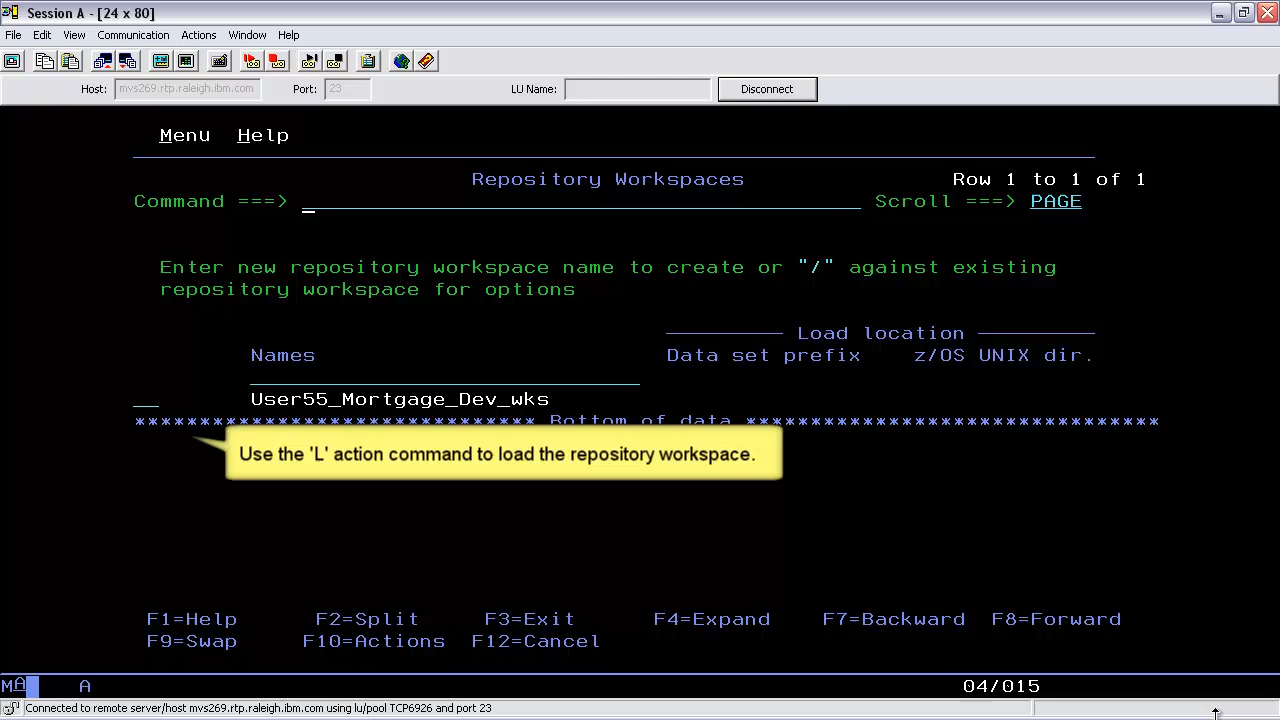 Session A - [24 x 80]
File Edit View Communication Actions Window Help
Host: mvs269.rtp.raleigh.ibm.com Port: 23 LU Name: Disconnect
Menu Help
Repository Workspaces Row 1 to 1 of 1
Command ===> Scroll ===> PAGE
Enter new repository workspace name to create or "/" against existing
repository workspace for options
Load location
Names Data set prefix z/OS UNIX dir.
User55_Mortgage_Dev_wks
******************************* Bottom of data ********************************
Use the 'L' action command to load the repository workspace.
F1=Help F2=Split F3=Exit F4=Expand F7=Backward F8=Forward
F9=Swap F10=Actions F12=Cancel
MA A 04/015
Connected to remote server/host mvs269.rtp.raleigh.ibm.com using lu/pool TCP6926 and port 23